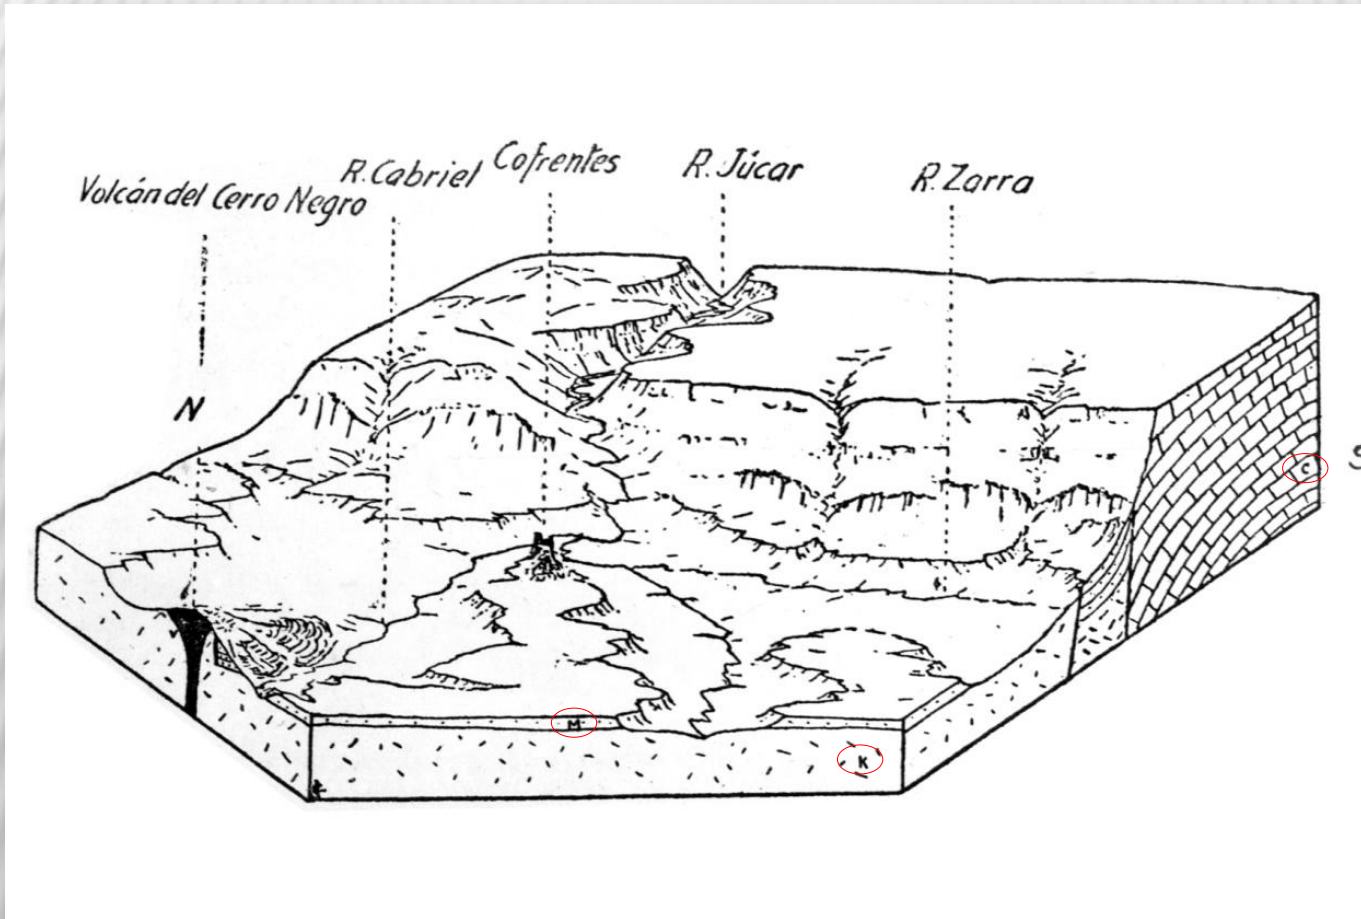 Volcán del Cerro Negro
R. Cabriel
Cofrentes
R. Júcar
R. Zarra
N
S
C
V
M
K
t